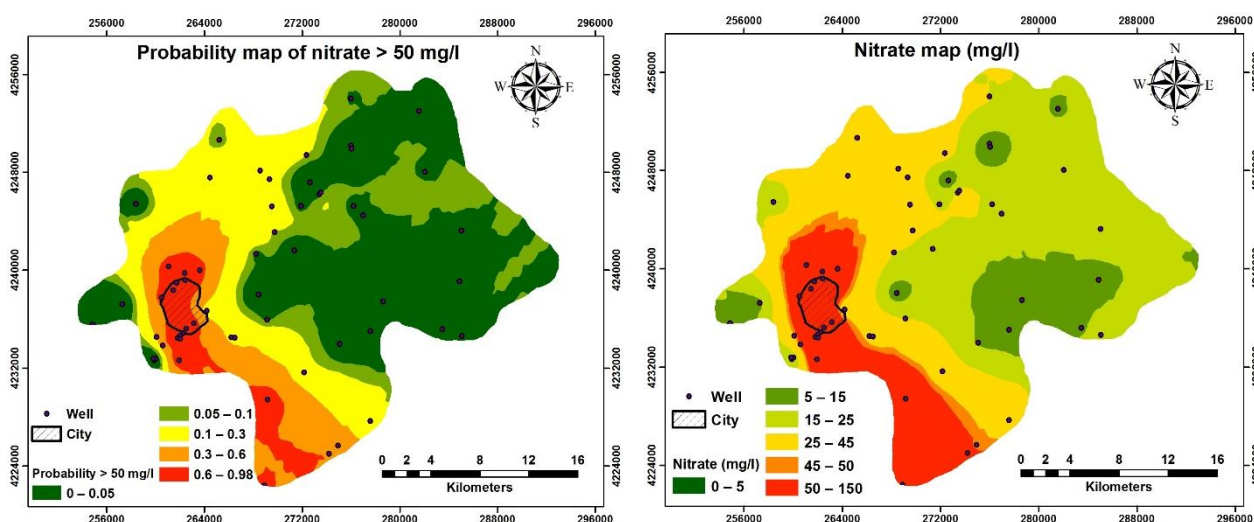 256000 264000 272000 280000 288000 296000
Probability map of nitrate > 50 mg/l
N
W E
S
4256000
4248000
4240000
4232000
4224000
4256000
4248000
4240000
4232000
4224000
Well
City
Probability > 50 mg/l
0 – 0.05
0.05 – 0.1
0.1 – 0.3
0.3 – 0.6
0.6 – 0.98
0 2 4 8 12 16
Kilometers
256000 264000 272000 280000 288000 296000
256000 264000 272000 280000 288000 296000
Nitrate map (mg/l)
N
W E
S
4256000
4248000
4240000
4232000
4224000
Well
City
Nitrate (mg/l)
0 – 5
5 – 15
15 – 25
25 – 45
45 – 50
50 – 150
0 2 4 8 12 16
Kilometers
256000 264000 272000 280000 288000 296000